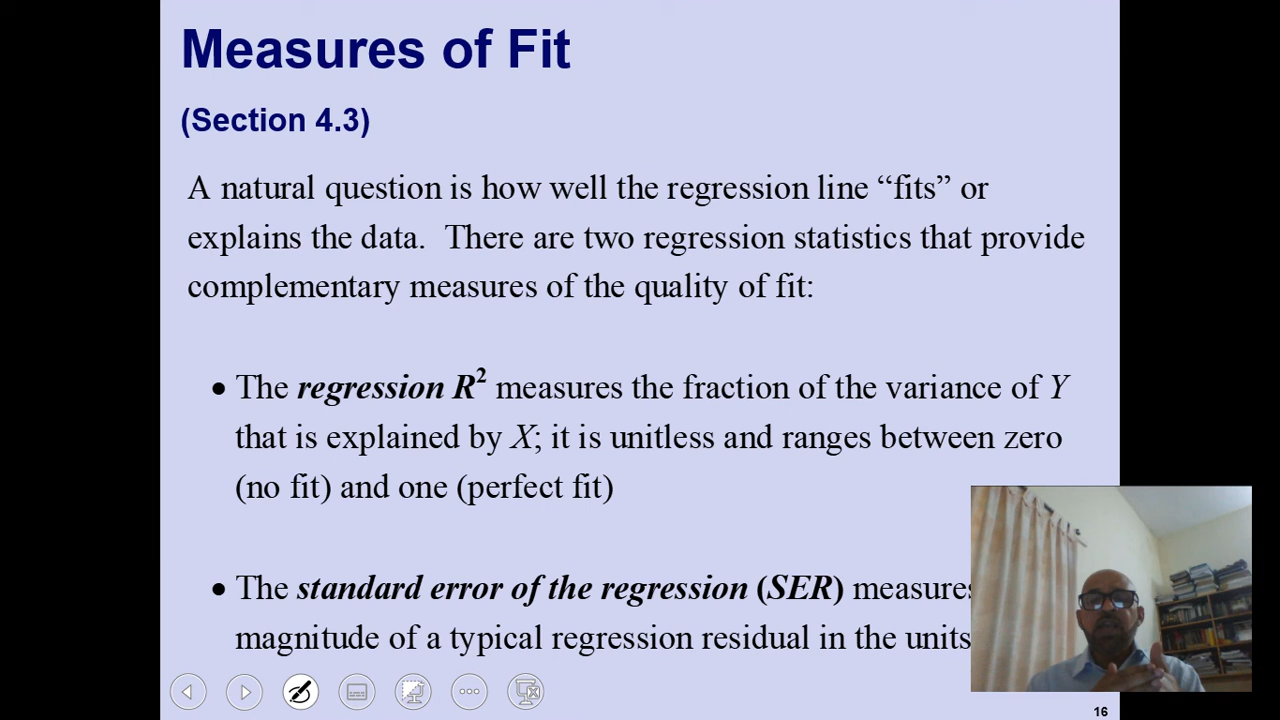 Measures of Fit
(Section 4.3)
A natural question is how well the regression line “fits” or
explains the data.  There are two regression statistics that provide
complementary measures of the quality of fit:
• The regression R² measures the fraction of the variance of Y
that is explained by X; it is unitless and ranges between zero
(no fit) and one (perfect fit)
• The standard error of the regression (SER) measures
magnitude of a typical regression residual in the units
16